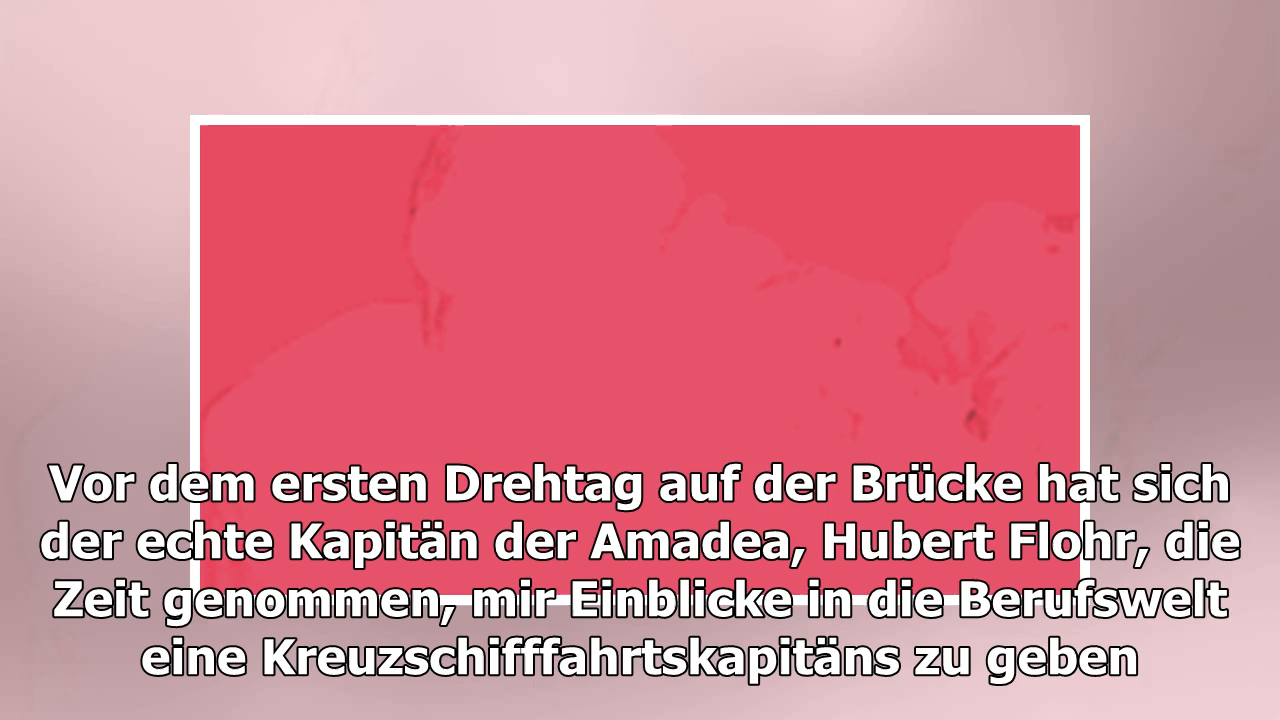 Vor dem ersten Drehtag auf der Brücke hat sich
der echte Kapitän der Amadea, Hubert Flohr, die
Zeit genommen, mir Einblicke in die Berufswelt
eine Kreuzschifffahrtskapitäns zu geben